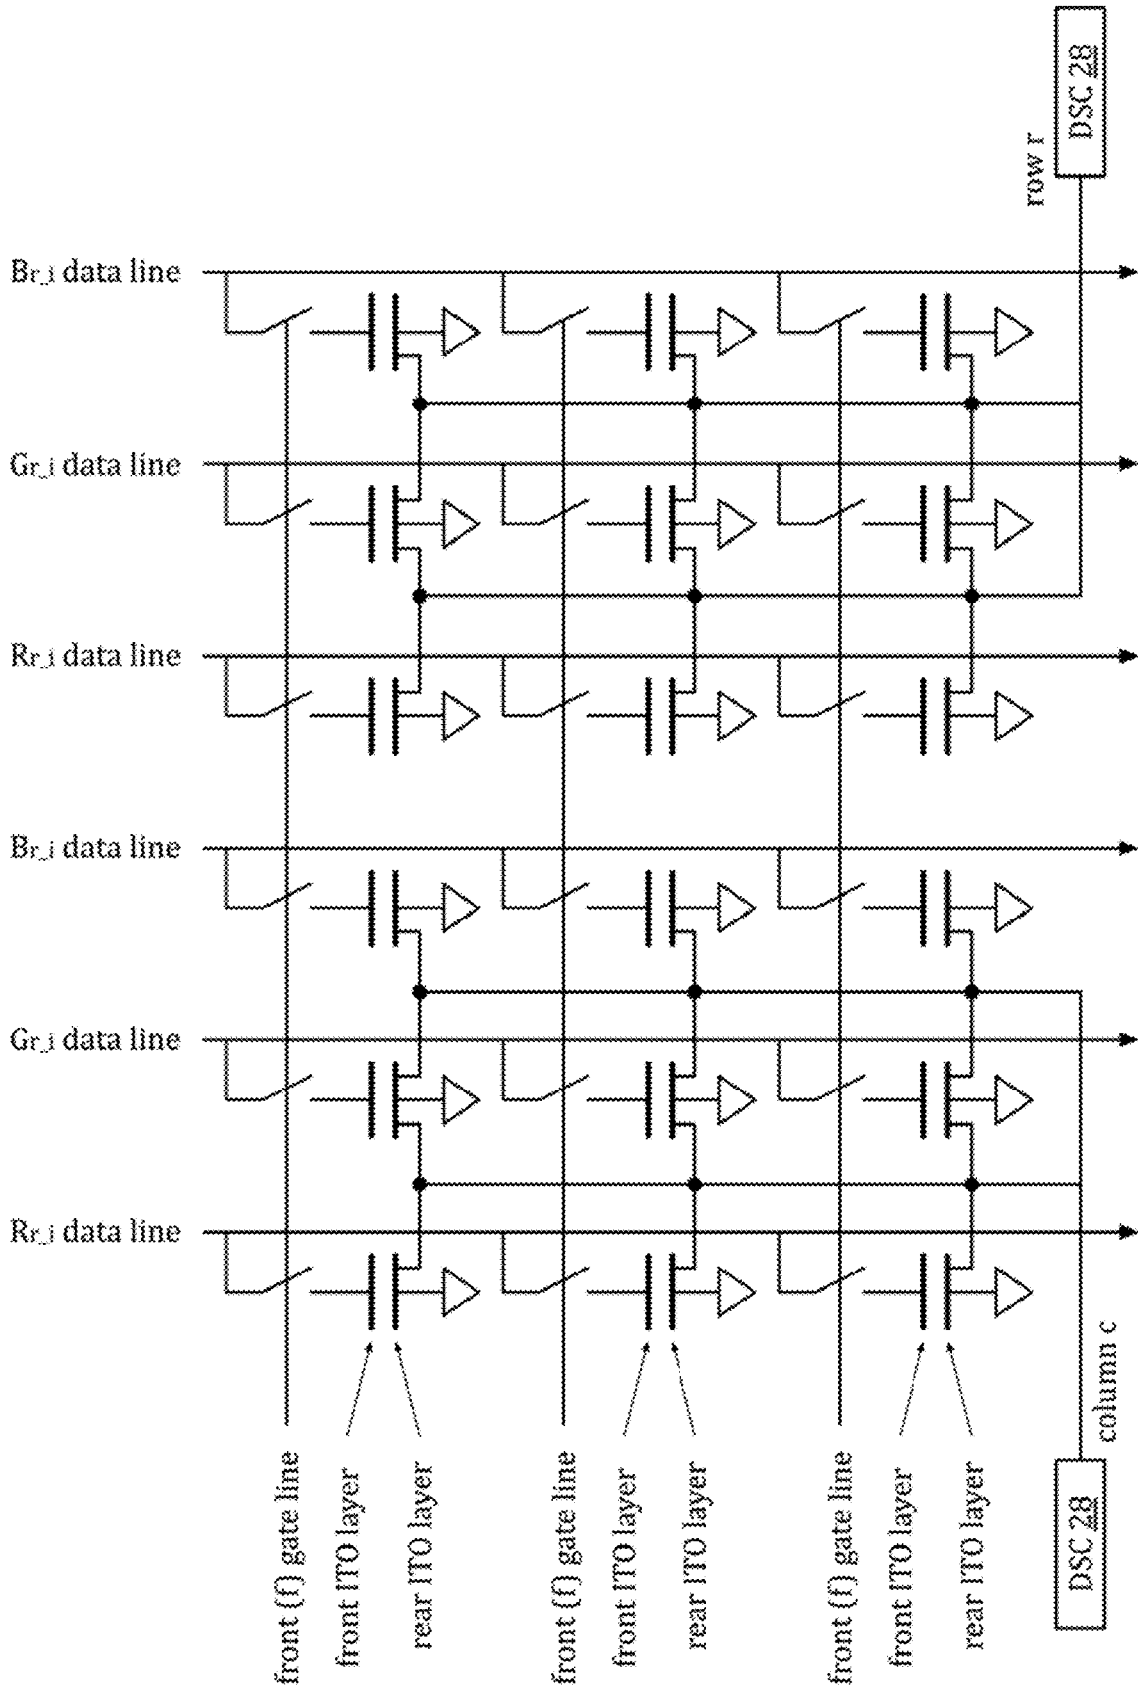 DSC 28
row r
Br_i data line
Gr_i data line
Rr_i data line
Br_i data line
Gr_i data line
Rr_i data line
column c
DSC 28
front (f) gate line
front ITO layer
rear ITO layer
front (f) gate line
front ITO layer
rear ITO layer
front (f) gate line
front ITO layer
rear ITO layer